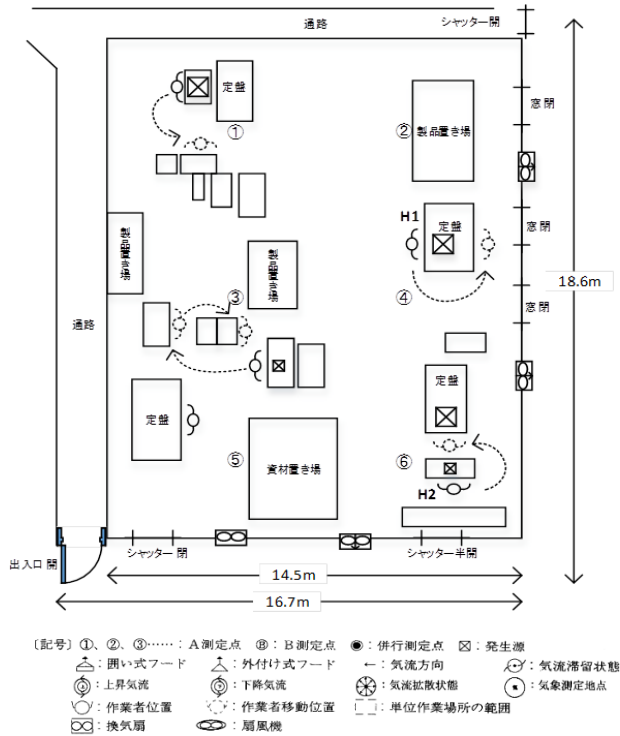 通路
シャッター開
定盤
①
②
製品置き場
窓閉
H1
定盤
窓閉
製品置き場
製品置き場
③
④
18.6m
窓閉
通路
定盤
定盤
⑤
資材置き場
⑥
H2
出入口 開
シャッター 閉
シャッター半開
14.5m
16.7m
〔記号〕①、②、③……：A測定点 Ⓑ：B測定点 ◉：併行測定点 ：発生源
：囲い式フード ：外付け式フード ←：気流方向 ：気流滞留状態
：上昇気流 ：下降気流 ：気流拡散状態 ：気象測定地点
：作業者位置 ：作業者移動位置 ：単位作業場所の範囲
：換気扇 ：扇風機